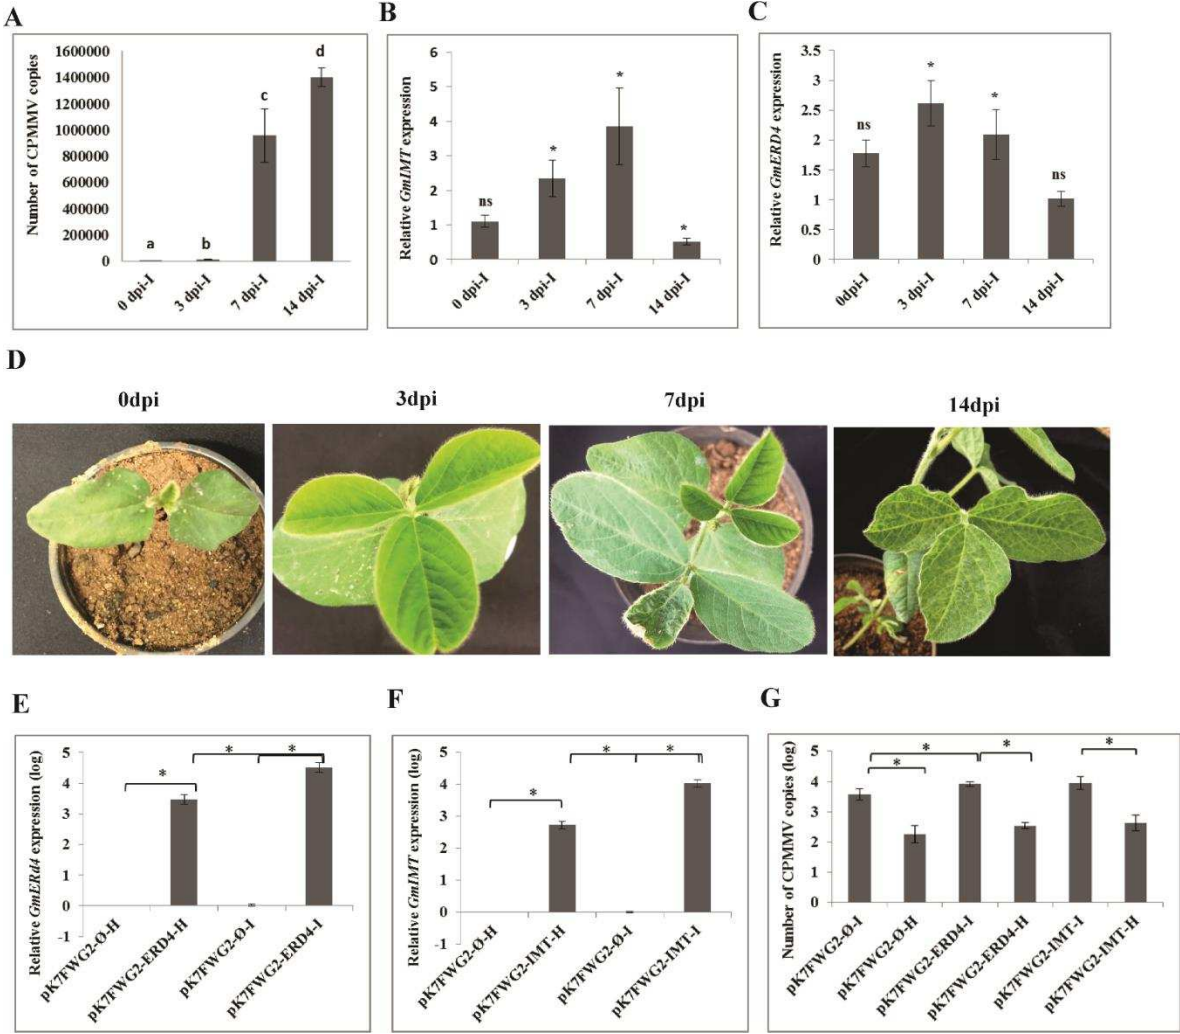 A
Number of CPMMV copies
1600000
1400000
1200000
1000000
800000
600000
400000
200000
0
a
b
c
d
0 dpi-I
3 dpi-I
7 dpi-I
14 dpi-I
B
Relative GmIMT expression
6
5
4
3
2
1
0
ns
*
*
*
0 dpi-I
3 dpi-I
7 dpi-I
14 dpi-I
C
Relative GmERD4 expression
3.5
3
2.5
2
1.5
1
0.5
0
ns
*
*
ns
0dpi-I
3 dpi-I
7 dpi-I
14 dpi-I
D
0dpi
3dpi
7dpi
14dpi
E
Relative GmERd4 expression (log)
5
4
3
2
1
0
-1
*
*
*
pK7FWG2-Ø-H
pK7FWG2-ERD4-H
pK7FWG2-Ø-I
pK7FWG2-ERD4-I
F
Relative GmIMT expression (log)
5
4
3
2
1
0
-1
*
*
*
pK7FWG2-Ø-H
pK7FWG2-IMT-H
pK7FWG2-Ø-I
pK7FWG2-IMT-I
G
Number of CPMMV copies (log)
5
4
3
2
1
0
*
*
*
*
pK7FWG2-Ø-I
pK7FWG2-Ø-H
pK7FWG2-ERD4-I
pK7FWG2-ERD4-H
pK7FWG2-IMT-I
pK7FWG2-IMT-H